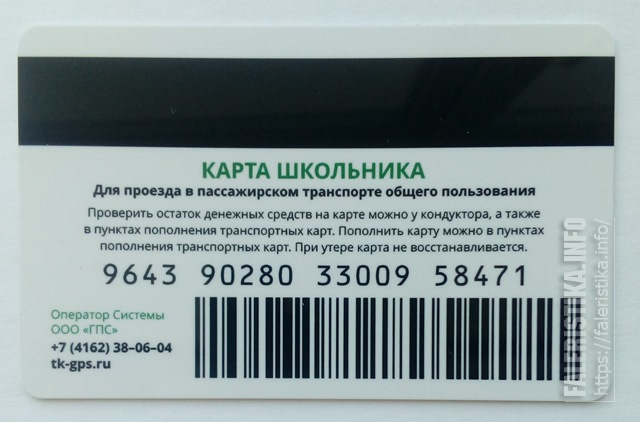 КАРТА ШКОЛЬНИКА
Для проезда в пассажирском транспорте общего пользования
Проверить остаток денежных средств на карте можно у кондуктора, а также
в пунктах пополнения транспортных карт. Пополнить карту можно в пунктах
пополнения транспортных карт. При утере карта не восстанавливается.
9643 90280 33009 58471
Оператор Системы
ООО «ГПС»
+7 (4162) 38–06–04
tk-gps.ru
FALERISTIKA.INFO
https://faleristika.info/